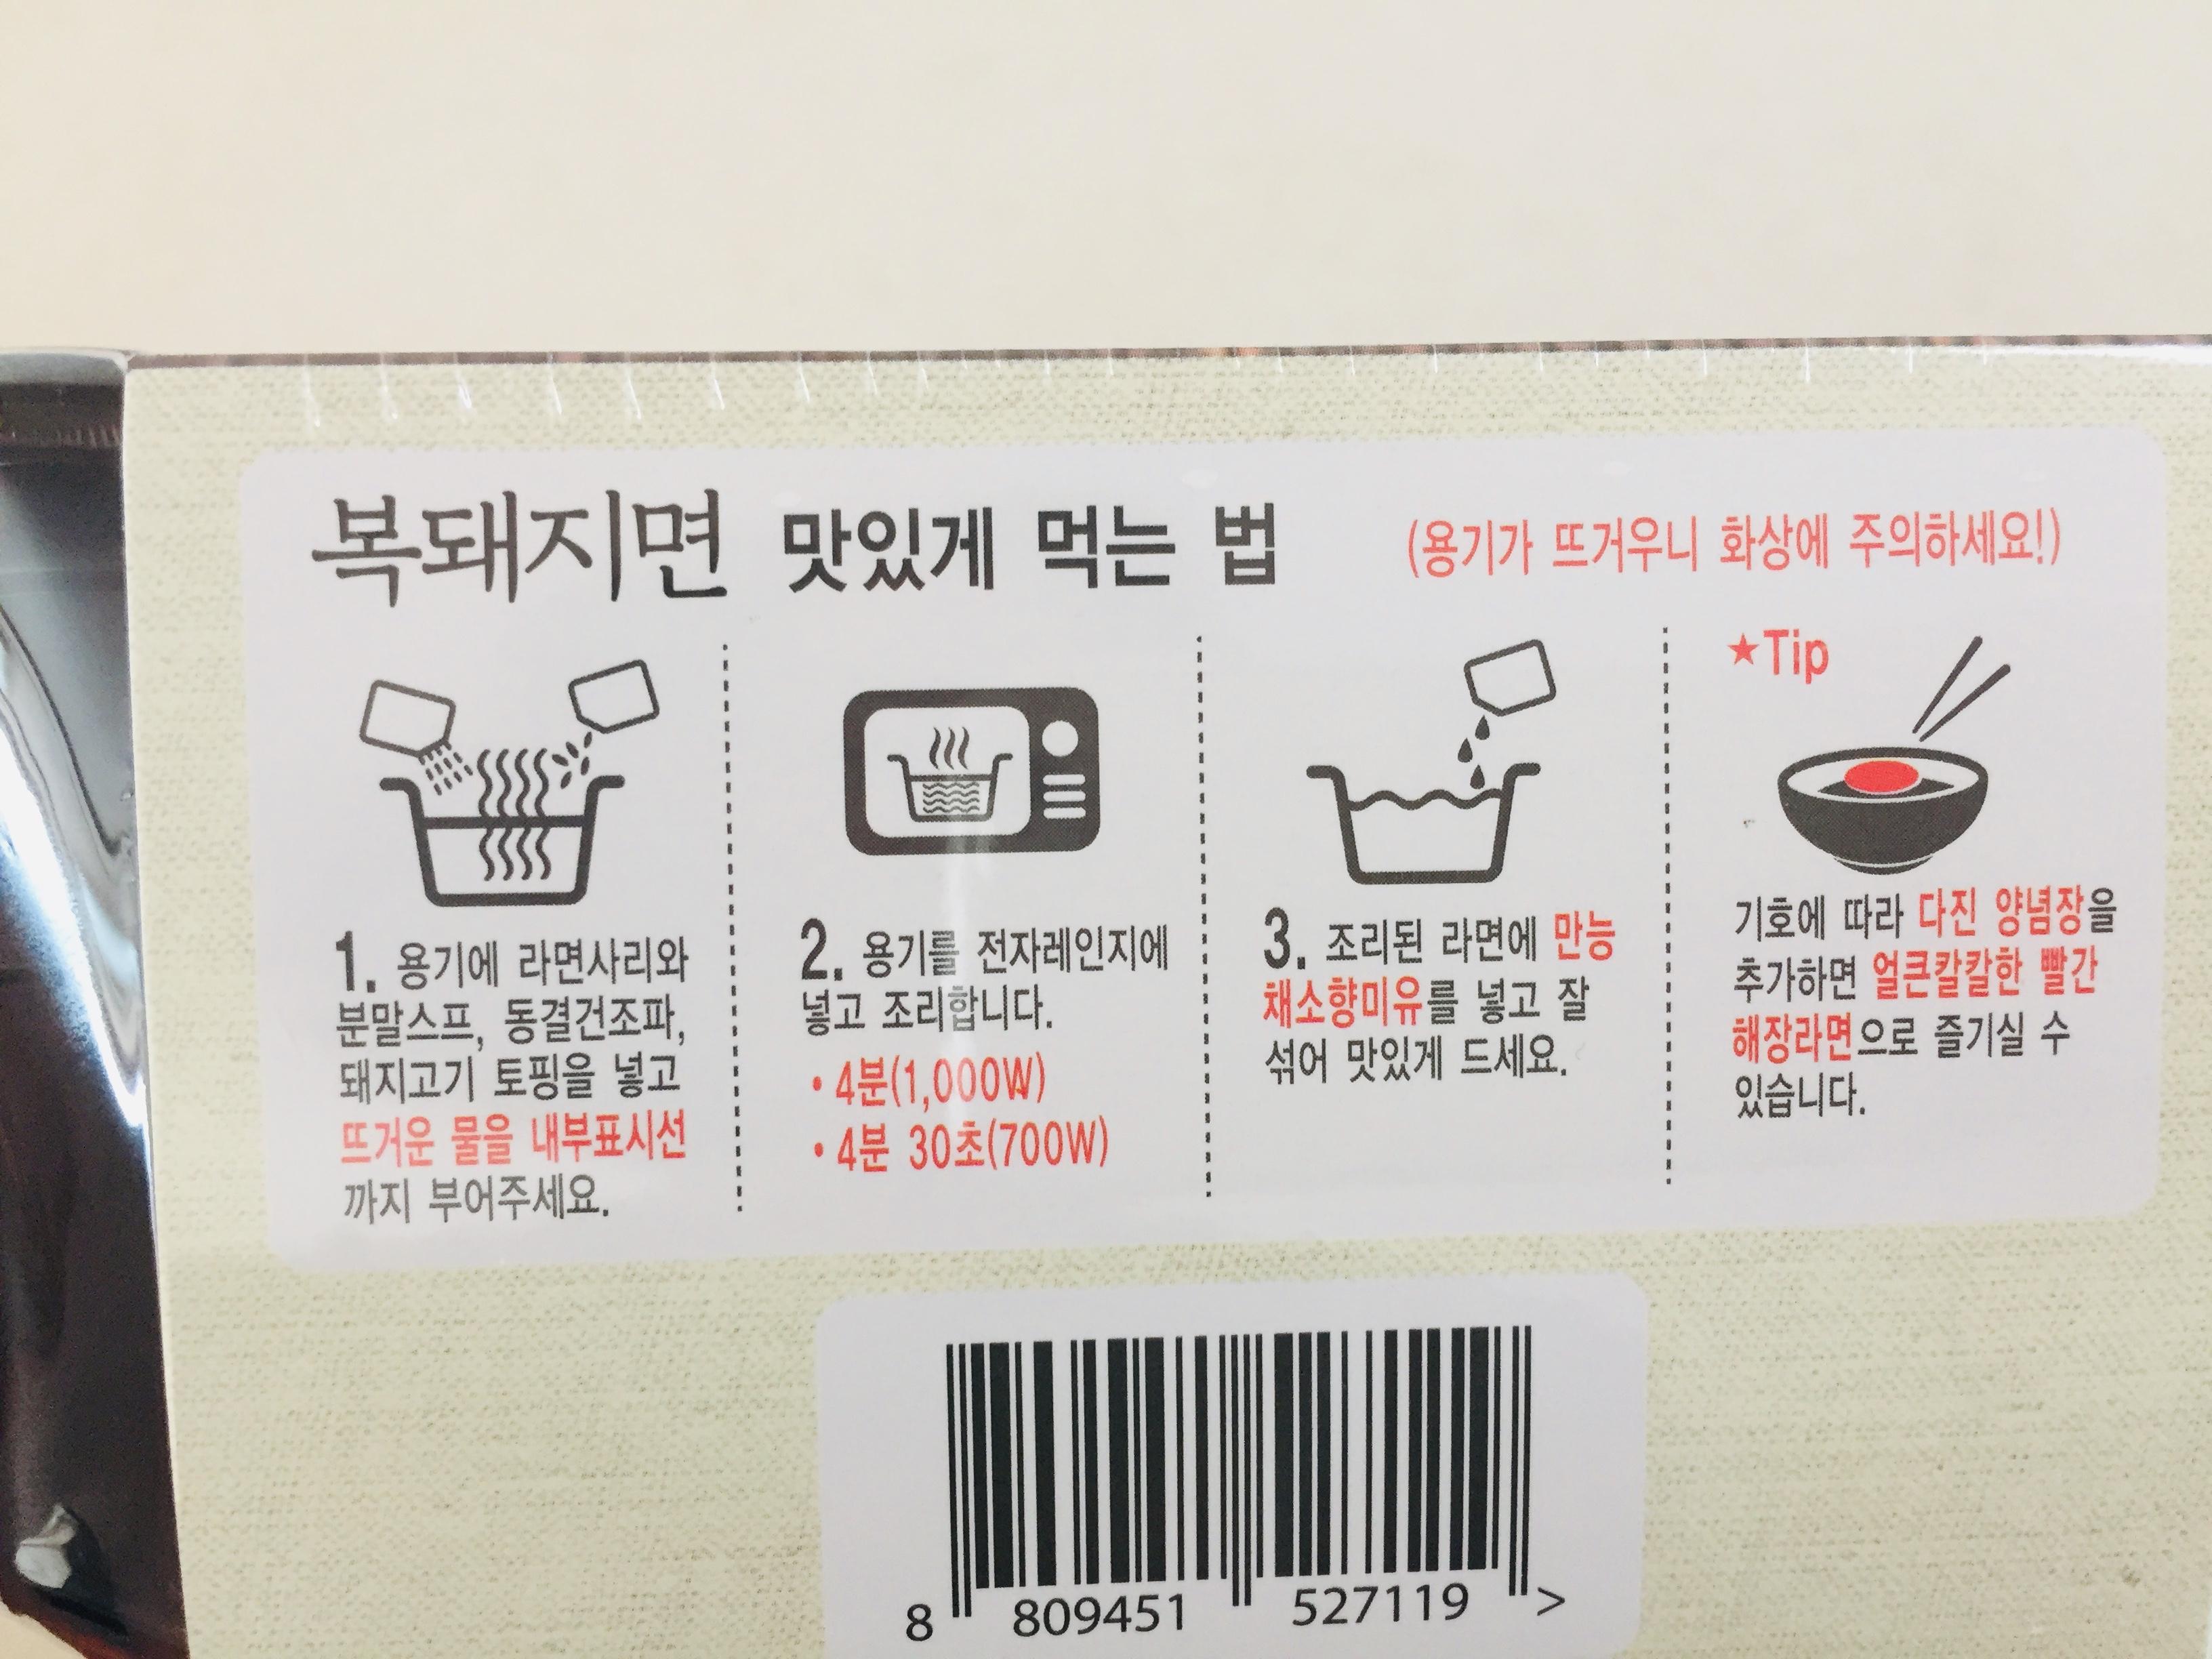 복돼지면 맛있게 먹는 법 (용기가 뜨거우니 화상에 주의하세요!)
1. 용기에 라면사리와
분말스프, 동결건조파,
돼지고기 토핑을 넣고
뜨거운 물을 내부표시선
까지 부어주세요.
2. 용기를 전자레인지에
넣고 조리합니다.
• 4분(1,000W)
• 4분 30초(700W)
3. 조리된 라면에 만능
채소향미유를 넣고 잘
섞어 맛있게 드세요.
★Tip
기호에 따라 다진 양념장을
추가하면 얼큰칼칼한 빨간
해장라면으로 즐기실 수
있습니다.
8 809451 527119 >